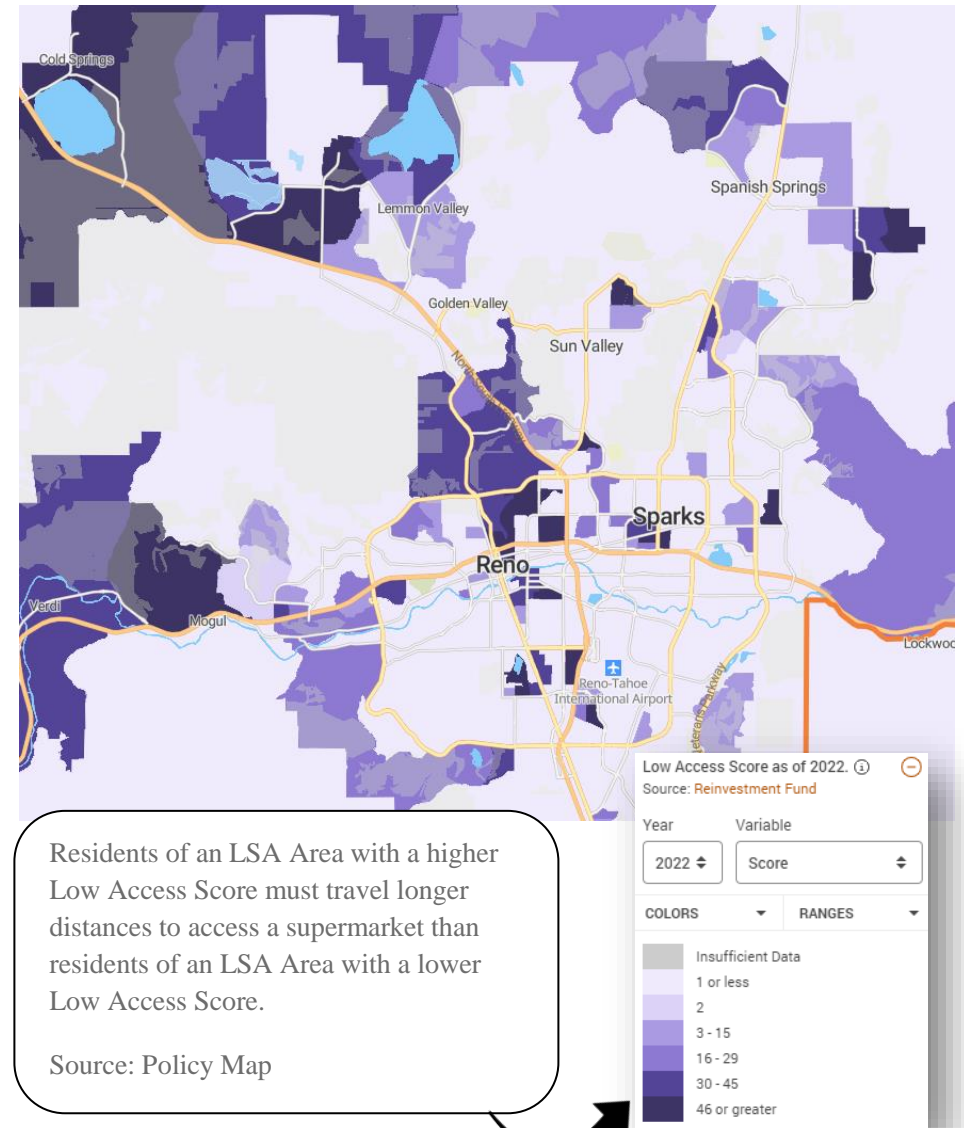 Cold Springs
Spanish Springs
Lemmon Valley
Golden Valley
Sun Valley
Sparks
Reno
Verdi
Mogul
Lockwoo
Reno-Tahoe
International Airport
eterans Parkway
Low Access Score as of 2022.
Source: Reinvestment Fund
Year Variable
2022 Score
COLORS RANGES
Insufficient Data
1 or less
2
3 - 15
16 - 29
30 - 45
46 or greater
Residents of an LSA Area with a higher
Low Access Score must travel longer
distances to access a supermarket than
residents of an LSA Area with a lower
Low Access Score.
Source: Policy Map